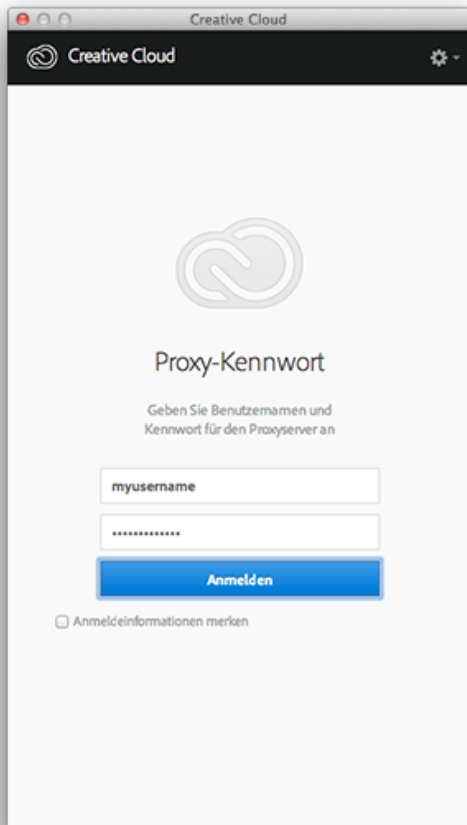 Creative Cloud
Creative Cloud
Proxy-Kennwort
Geben Sie Benutzernamen und
Kennwort für den Proxyserver an
myusername
•••••••••••••
Anmelden
Anmeldeinformationen merken